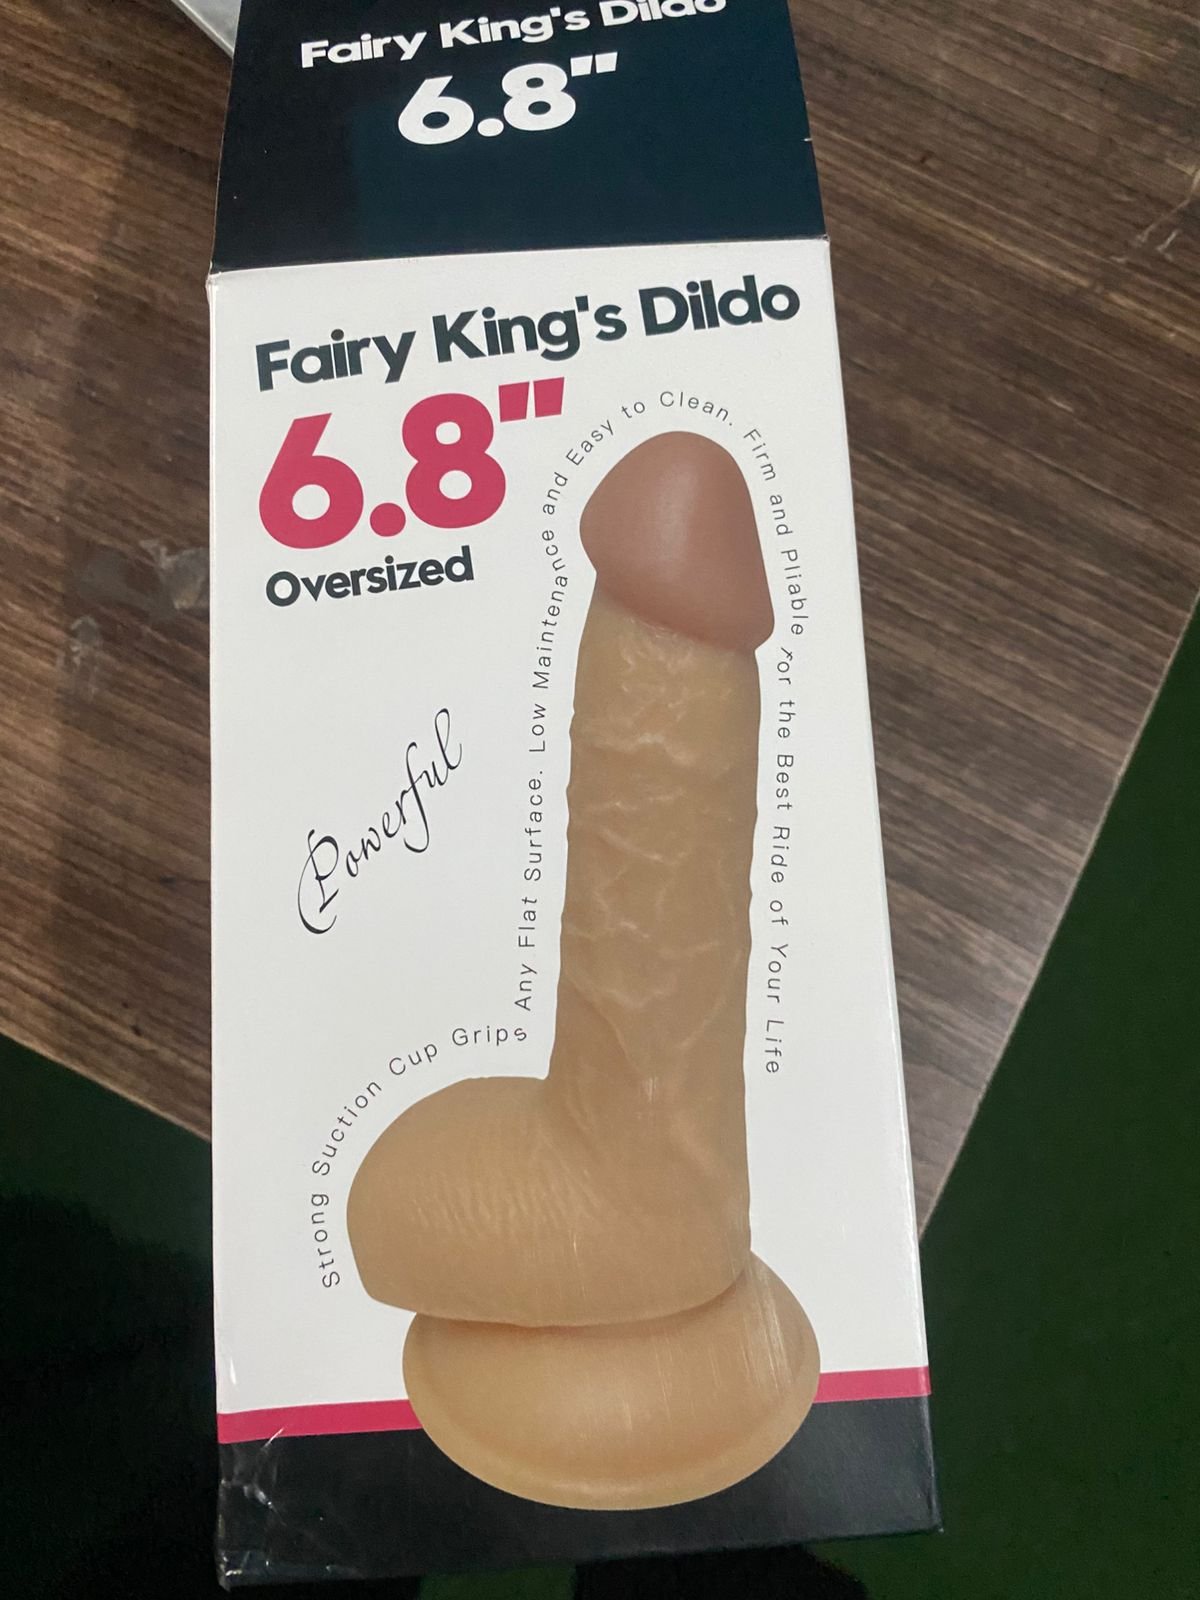 Fairy King's Dildo
6.8"
Fairy King's Dildo
6.8"
Oversized
Powerful
Strong Suction Cup Grips Any Flat Surface. Low Maintenance and Easy to Clean. Firm and Pliable for the Best Ride of Your Life